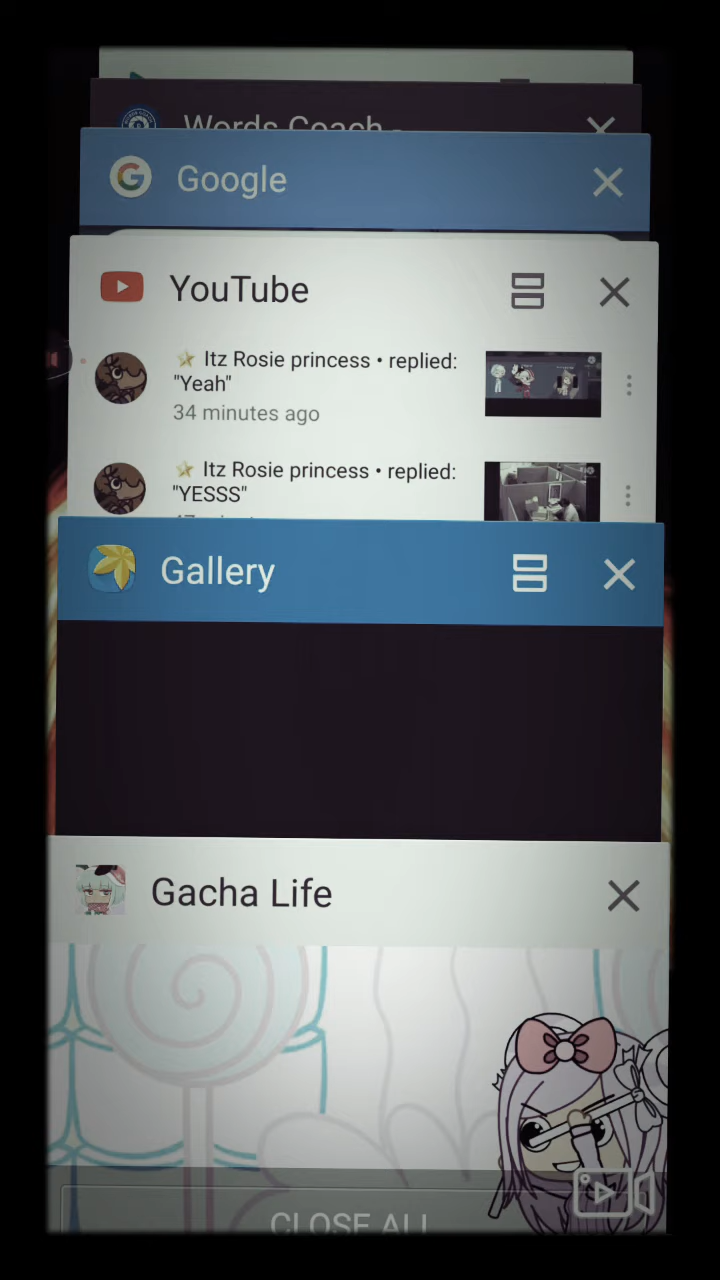 Words Coach
Google
YouTube
Itz Rosie princess • replied:
"Yeah"
34 minutes ago
Itz Rosie princess • replied:
"YESSS"
Gallery
Gacha Life
CLOSE ALL